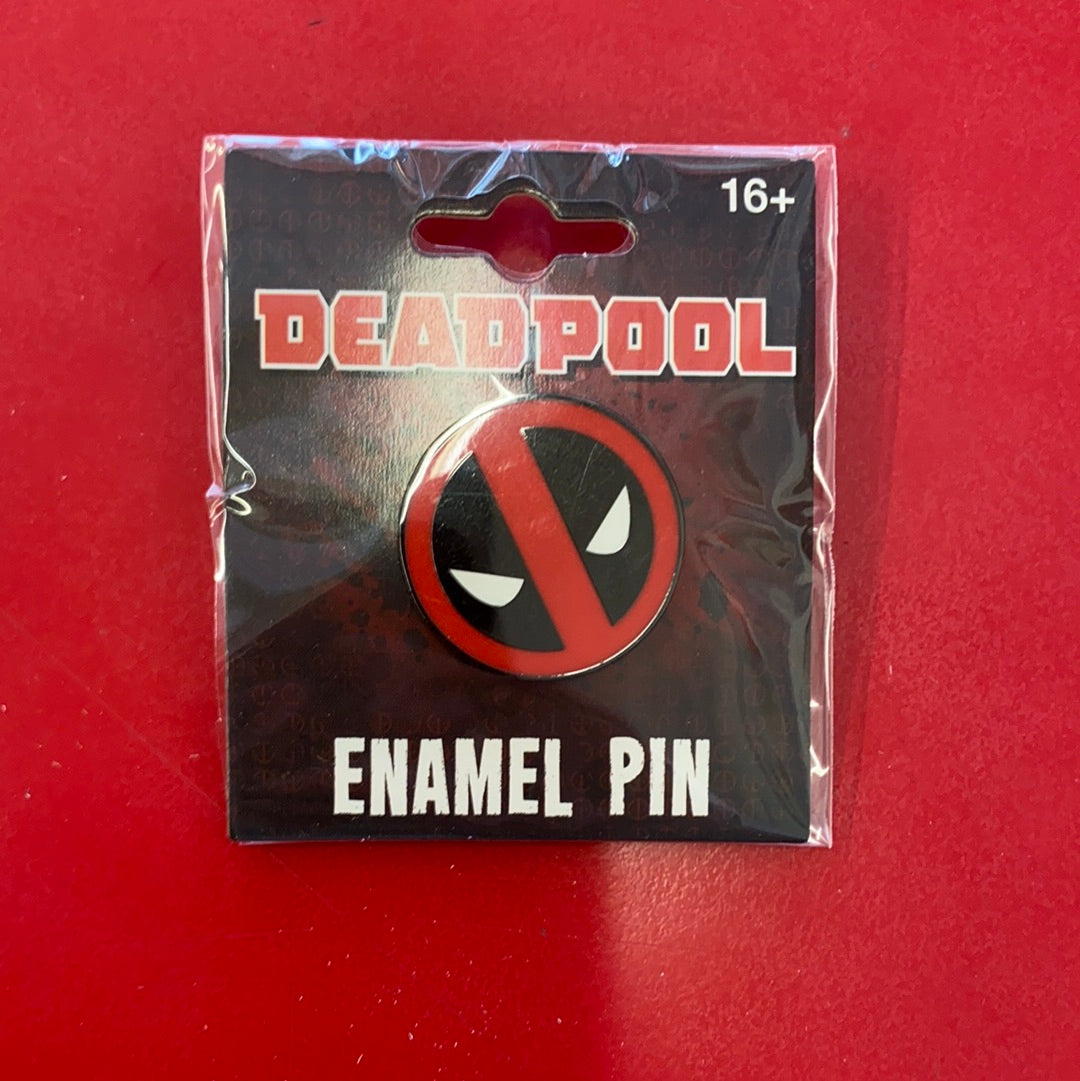 16+
DEADPOOL
ENAMEL PIN